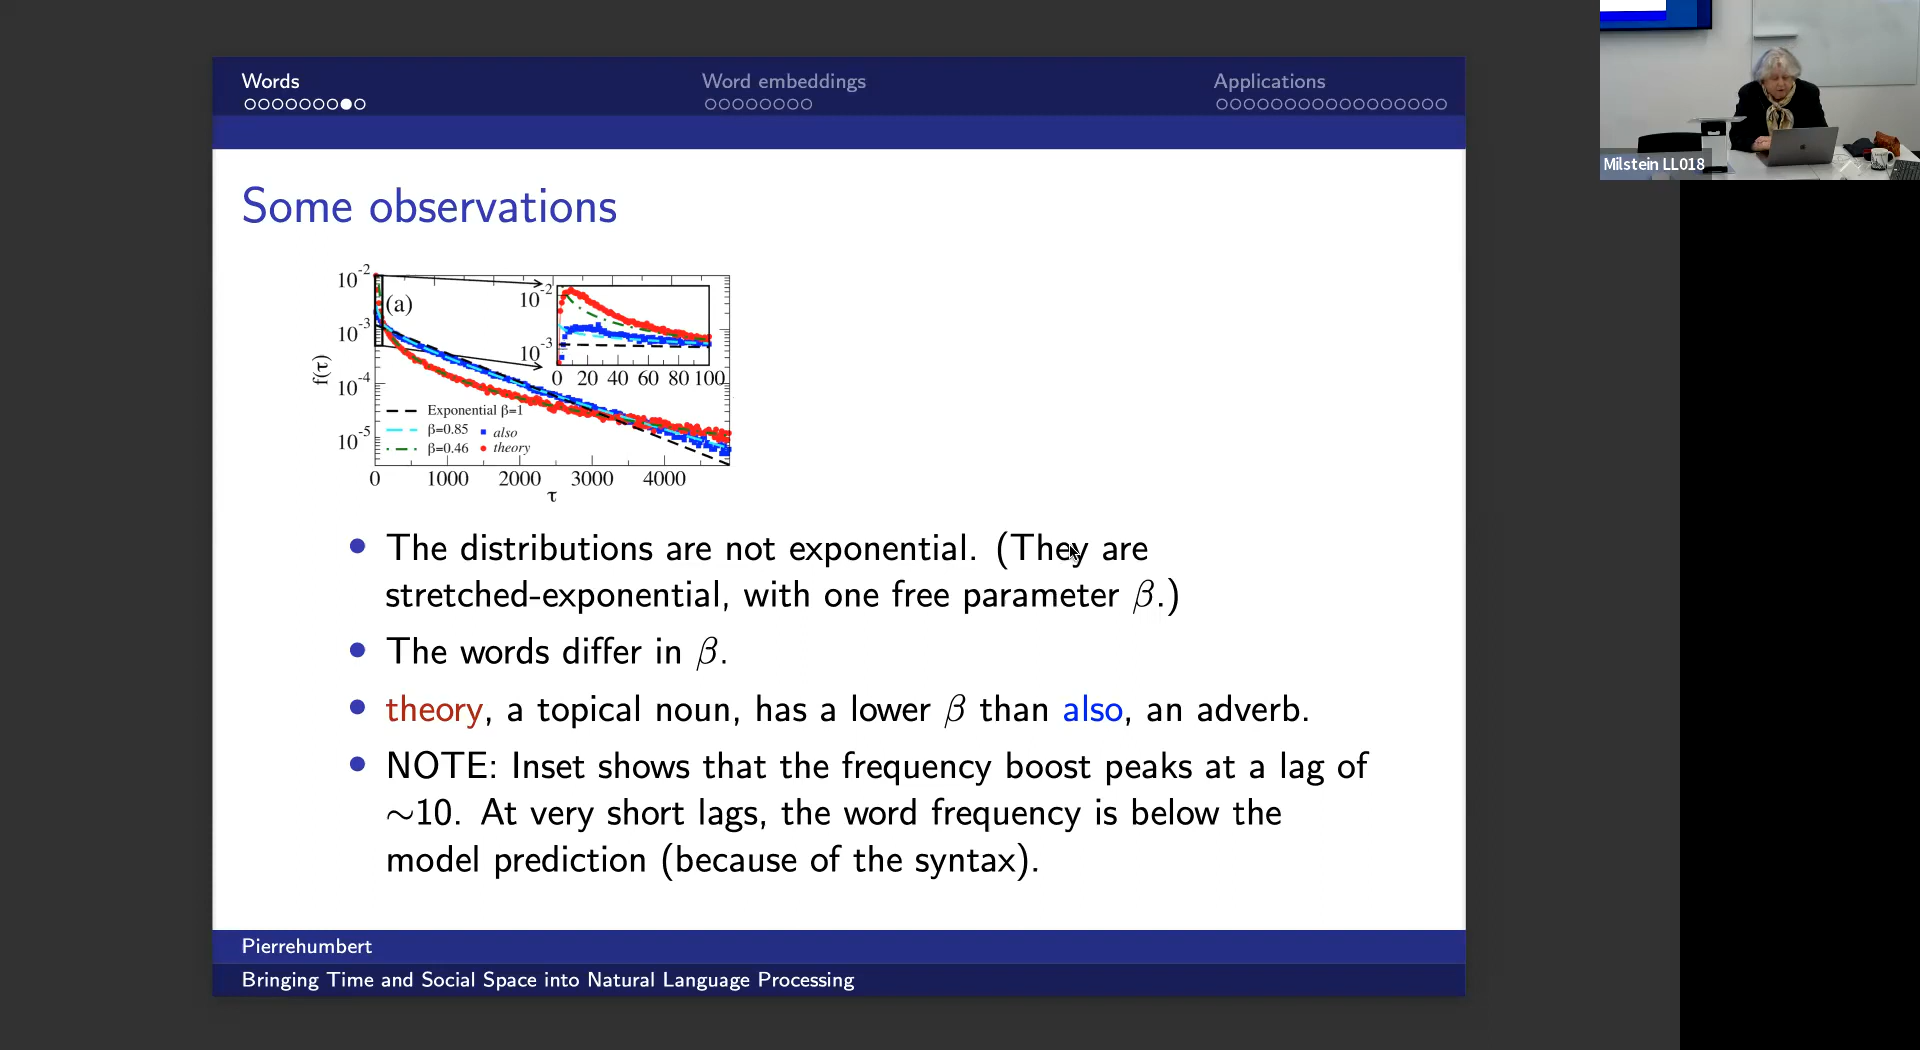 Words
Word embeddings
Applications
Milstein LL018
Some observations
10-2
10-3
10-4
10-5
f(τ)
(a)
10-2
10-3
0 20 40 60 80 100
Exponential β=1
β=0.85
also
β=0.46
theory
0 1000 2000 3000 4000
τ
• The distributions are not exponential. (They are
stretched-exponential, with one free parameter β.)
• The words differ in β.
• theory, a topical noun, has a lower β than also, an adverb.
• NOTE: Inset shows that the frequency boost peaks at a lag of
∼10. At very short lags, the word frequency is below the
model prediction (because of the syntax).
Pierrehumbert
Bringing Time and Social Space into Natural Language Processing